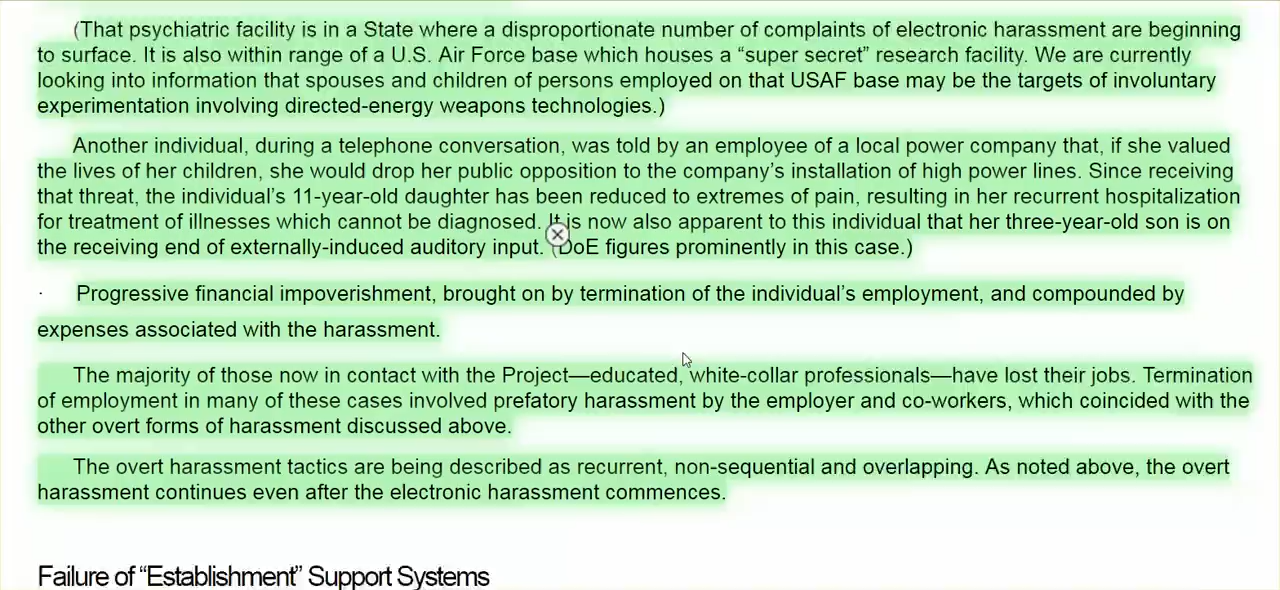 (That psychiatric facility is in a State where a disproportionate number of complaints of electronic harassment are beginning
to surface. It is also within range of a U.S. Air Force base which houses a “super secret” research facility. We are currently
looking into information that spouses and children of persons employed on that USAF base may be the targets of involuntary
experimentation involving directed-energy weapons technologies.)
Another individual, during a telephone conversation, was told by an employee of a local power company that, if she valued
the lives of her children, she would drop her public opposition to the company’s installation of high power lines. Since receiving
that threat, the individual’s 11-year-old daughter has been reduced to extremes of pain, resulting in her recurrent hospitalization
for treatment of illnesses which cannot be diagnosed. It is now also apparent to this individual that her three-year-old son is on
the receiving end of externally-induced auditory input. (DoE figures prominently in this case.)
· Progressive financial impoverishment, brought on by termination of the individual’s employment, and compounded by
expenses associated with the harassment.
The majority of those now in contact with the Project—educated, white-collar professionals—have lost their jobs. Termination
of employment in many of these cases involved prefatory harassment by the employer and co-workers, which coincided with the
other overt forms of harassment discussed above.
The overt harassment tactics are being described as recurrent, non-sequential and overlapping. As noted above, the overt
harassment continues even after the electronic harassment commences.
Failure of “Establishment” Support Systems